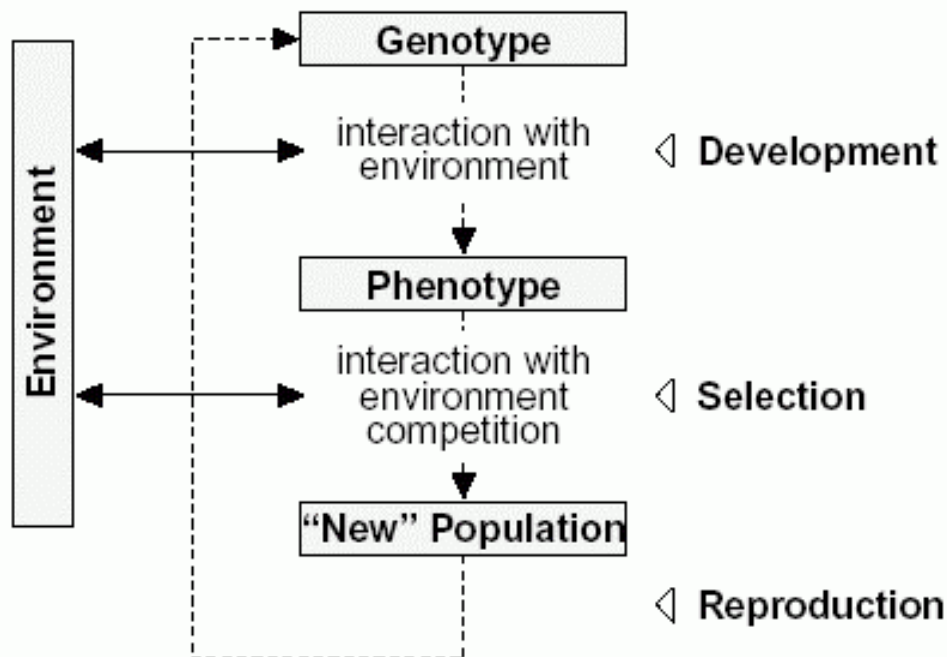 Genotype
interaction with
environment
Development
Environment
Phenotype
interaction with
environment
competition
Selection
“New” Population
Reproduction